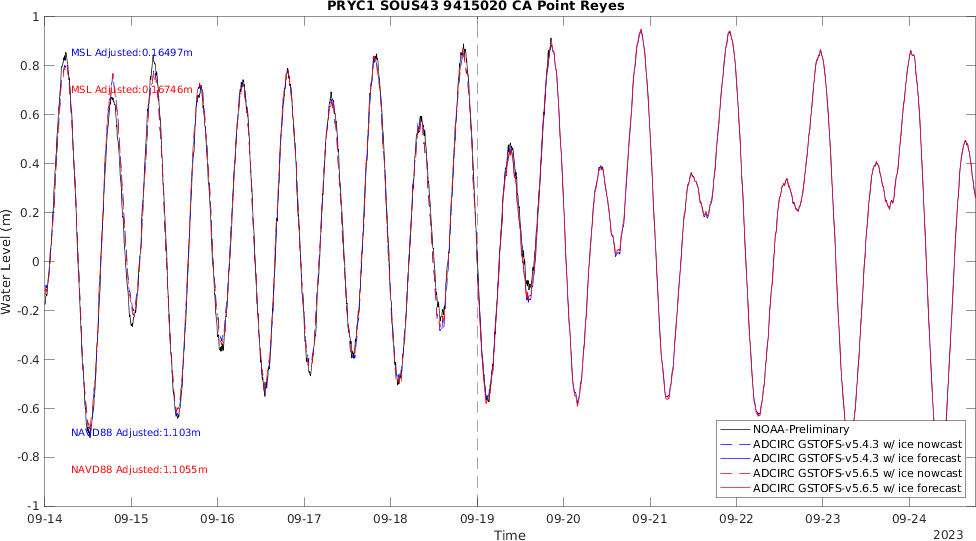 PRYC1 SOUS43 9415020 CA Point Reyes
Water Level (m)
1
0.8
0.6
0.4
0.2
0
-0.2
-0.4
-0.6
-0.8
-1
MSL Adjusted:0.16497m
MSL Adjusted:0.16746m
NAVD88 Adjusted:1.103m
NAVD88 Adjusted:1.1055m
NOAA-Preliminary
ADCIRC GSTOFS-v5.4.3 w/ ice nowcast
ADCIRC GSTOFS-v5.4.3 w/ ice forecast
ADCIRC GSTOFS-v5.6.5 w/ ice nowcast
ADCIRC GSTOFS-v5.6.5 w/ ice forecast
09-14 09-15 09-16 09-17 09-18 09-19 09-20 09-21 09-22 09-23 09-24
Time
2023